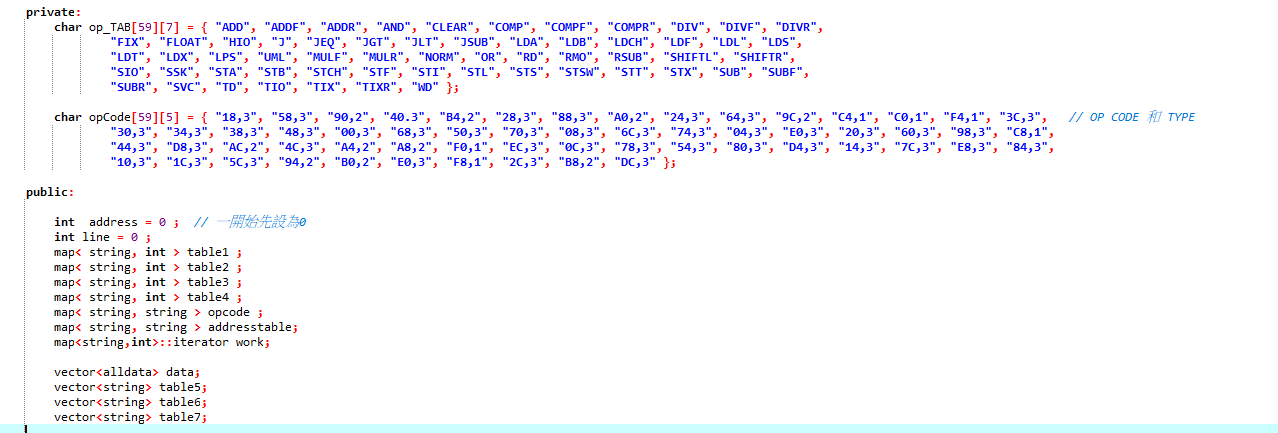 private:
char op_TAB[59][7] = { "ADD", "ADDF", "ADDR", "AND", "CLEAR", "COMP", "COMPF", "COMPR", "DIV", "DIVF", "DIVR",
"FIX", "FLOAT", "HIO", "J", "JEQ", "JGT", "JLT", "JSUB", "LDA", "LDB", "LDCH", "LDF", "LDL", "LDS",
"LDT", "LDX", "LPS", "UML", "MULF", "MULR", "NORM", "OR", "RD", "RMO", "RSUB", "SHIFTL", "SHIFTR",
"SIO", "SSK", "STA", "STB", "STCH", "STF", "STI", "STL", "STS", "STSW", "STT", "STX", "SUB", "SUBF",
"SUBR", "SVC", "TD", "TIO", "TIX", "TIXR", "WD" };
char opCode[59][5] = { "18,3", "58,3", "90,2", "40.3", "B4,2", "28,3", "88,3", "A0,2", "24,3", "64,3", "9C,2", "C4,1", "C0,1", "F4,1", "3C,3", // OP CODE 和 TYPE
"30,3", "34,3", "38,3", "48,3", "00,3", "68,3", "50,3", "70,3", "08,3", "6C,3", "74,3", "04,3", "E0,3", "20,3", "60,3", "98,3", "C8,1",
"44,3", "D8,3", "AC,2", "4C,3", "A4,2", "A8,2", "F0,1", "EC,3", "0C,3", "78,3", "54,3", "80,3", "D4,3", "14,3", "7C,3", "E8,3", "84,3",
"10,3", "1C,3", "5C,3", "94,2", "B0,2", "E0,3", "F8,1", "2C,3", "B8,2", "DC,3" };
public:
int address = 0 ; // 一開始先設為0
int line = 0 ;
map< string, int > table1 ;
map< string, int > table2 ;
map< string, int > table3 ;
map< string, int > table4 ;
map< string, string > opcode ;
map< string, string > addresstable;
map<string,int>::iterator work;
vector<alldata> data;
vector<string> table5;
vector<string> table6;
vector<string> table7;